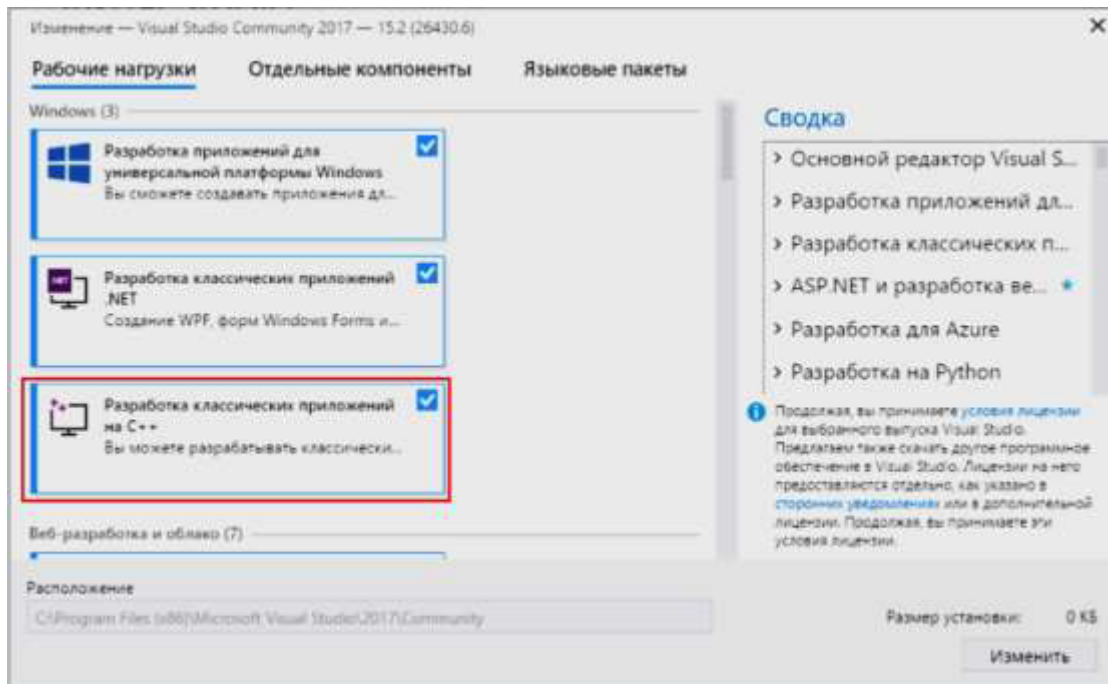 Изменение — Visual Studio Community 2017 — 15.2 (26430.6)
Рабочие нагрузки
Отдельные компоненты
Языковые пакеты
Windows (3)
Разработка приложений для
универсальной платформы Windows
Вы сможете создавать приложения дл...
.NET
Разработка классических приложений
.NET
Создание WPF, форм Windows Forms и...
Разработка классических приложений
на C++
Вы можете разрабатывать классически...
Веб-разработка и облако (7)
Сводка
> Основной редактор Visual S...
> Разработка приложений дл...
> Разработка классических п...
> ASP.NET и разработка ве...
> Разработка для Azure
> Разработка на Python
Продолжая, вы принимаете условия лицензии
для выбранного выпуска Visual Studio.
Предлагаем также скачать другое программное
обеспечение в Visual Studio. Лицензии на него
предоставляются отдельно, как указано в
сторонних уведомлениях или в дополнительной
лицензии. Продолжая, вы принимаете эти
условия лицензии.
Расположение
C:\Program Files (x86)\Microsoft Visual Studio\2017\Community
Размер установки: 0 КБ
Изменить